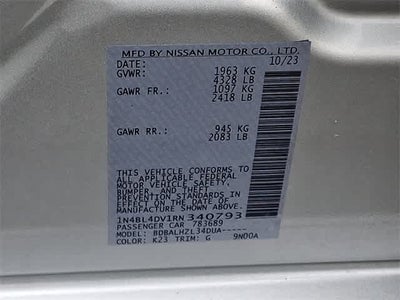 MFD BY NISSAN MOTOR CO., LTD.
DATE: 10/23
GVWR: 1963 KG
4328 LB
GAWR FR.: 1097 KG
2418 LB
GAWR RR.: 945 KG
2083 LB
THIS VEHICLE CONFORMS TO ALL
APPLICABLE FEDERAL
MOTOR VEHICLE SAFETY,
BUMPER, AND THEFT
PREVENTION STANDARDS
IN EFFECT ON THE DATE OF
MANUFACTURE SHOWN ABOVE.
1N4BL4DV1RN340793
PASSENGER CAR 783689
MODEL: BDBALHZL34DUA-----
COLOR: K23 TRIM: G 9N00A